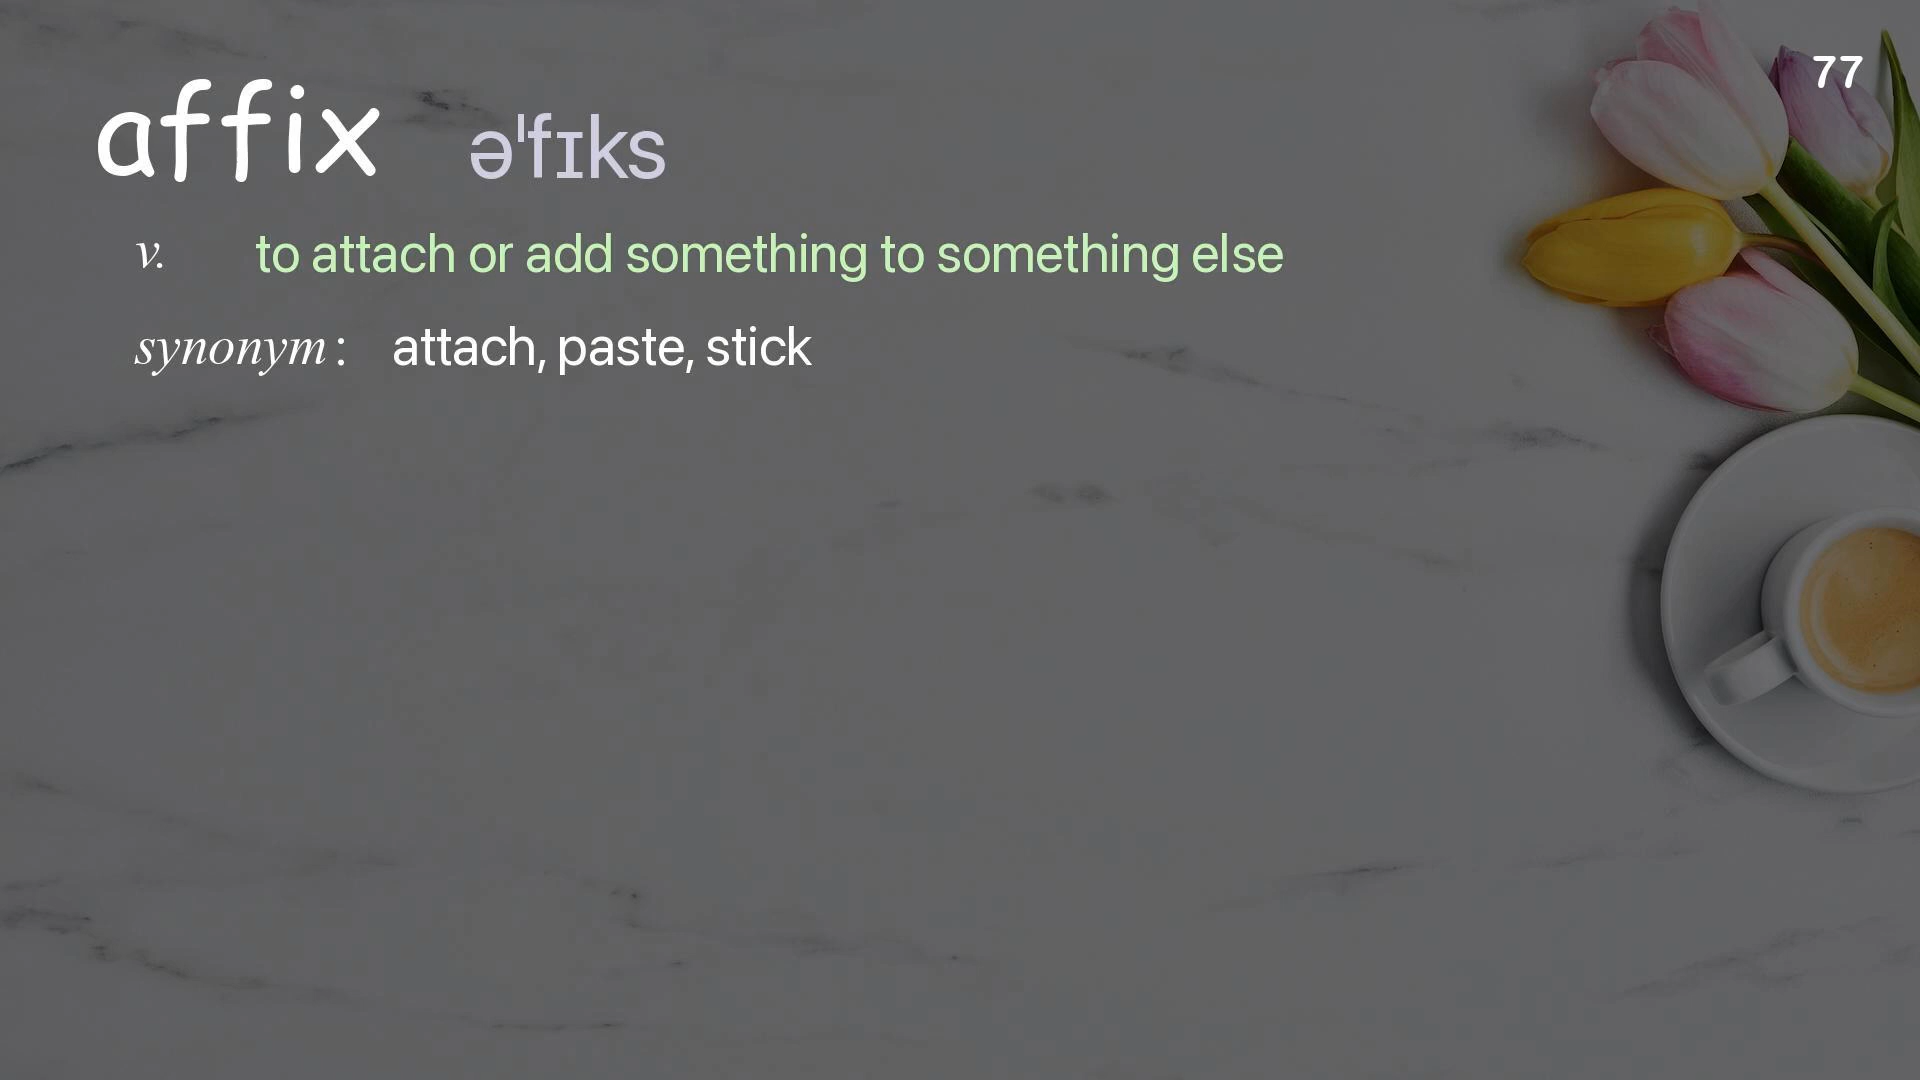 77
affix əˈfɪks
v. to attach or add something to something else
synonym: attach, paste, stick